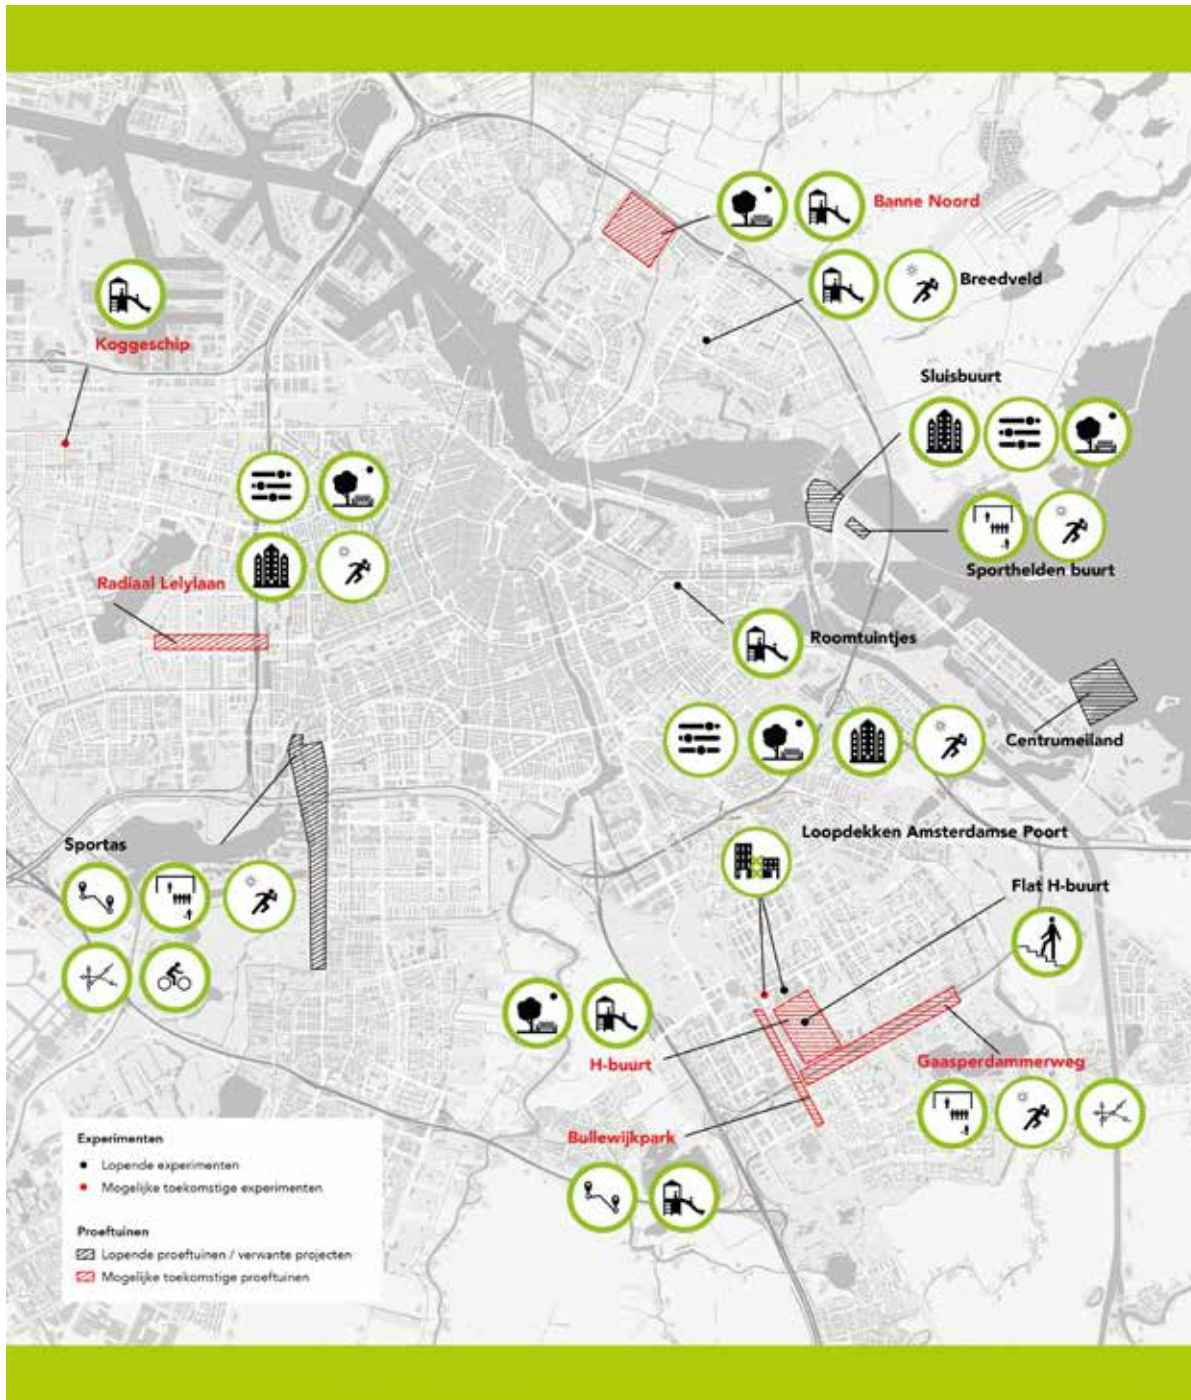 Banne Noord
Breedveld
Koggeschip
Sluisbuurt
Sporthelden buurt
Radiaal Lelylaan
Roomtuintjes
Centrumeiland
Sportas
Loopdekken Amsterdamse Poort
Flat H-buurt
H-buurt
Gaasperdammerweg
Bullewijkpark
Experimenten
Lopende experimenten
Mogelijke toekomstige experimenten
Proeftuinen
Lopende proeftuinen / verwante projecten
Mogelijke toekomstige proeftuinen